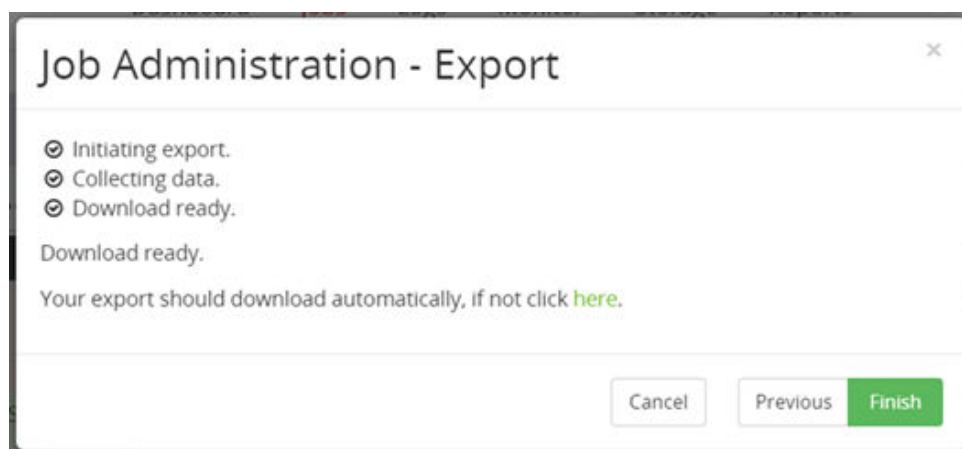 Job Administration - Export
×
Initiating export.
Collecting data.
Download ready.
Download ready.
Your export should download automatically, if not click here.
Cancel
Previous
Finish